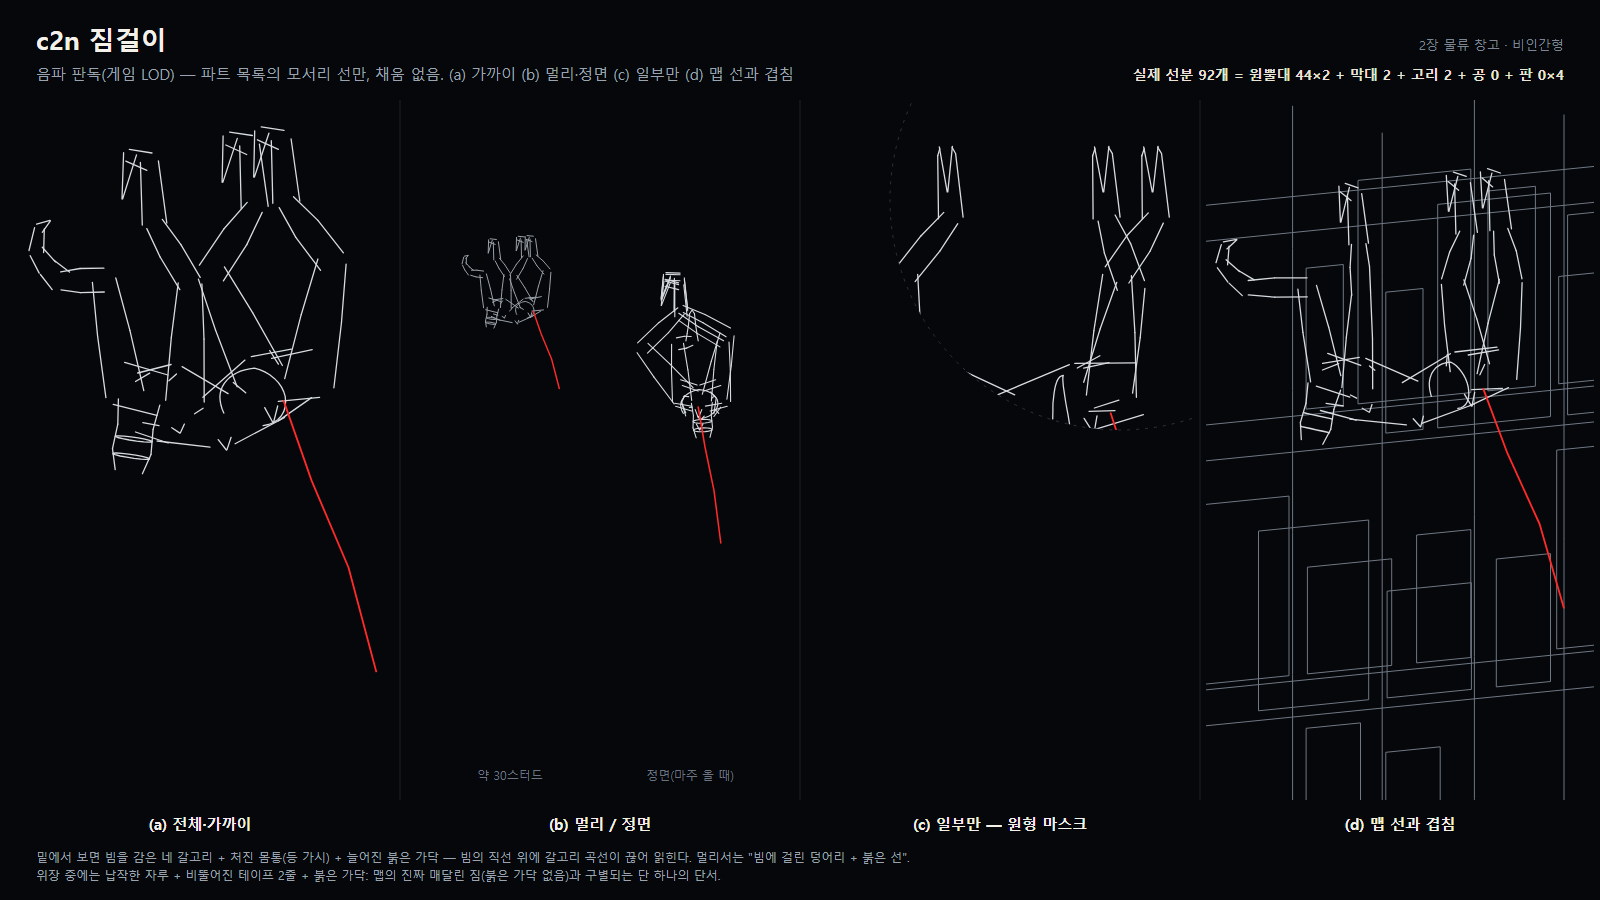 c2n 짐걸이
2장 물류 창고 · 비인간형
음파 판독(게임 LOD) — 파트 목록의 모서리 선만, 채움 없음. (a) 가까이 (b) 멀리·정면 (c) 일부만 (d) 맵 선과 겹침
실제 선분 92개 = 원뿔대 44×2 + 막대 2 + 고리 2 + 공 0 + 판 0×4
약 30스터드
정면(마주 올 때)
(a) 전체·가까이
(b) 멀리 / 정면
(c) 일부만 — 원형 마스크
(d) 맵 선과 겹침
밑에서 보면 빔을 감은 네 갈고리 + 처진 몸통(등 가시) + 늘어진 붉은 가닥 — 빔의 직선 위에 갈고리 곡선이 끊어 읽힌다. 멀리서는 "빔에 걸린 덩어리 + 붉은 선".
위장 중에는 납작한 자루 + 비뚤어진 테이프 2줄 + 붉은 가닥: 맵의 진짜 매달린 짐(붉은 가닥 없음)과 구별되는 단 하나의 단서.